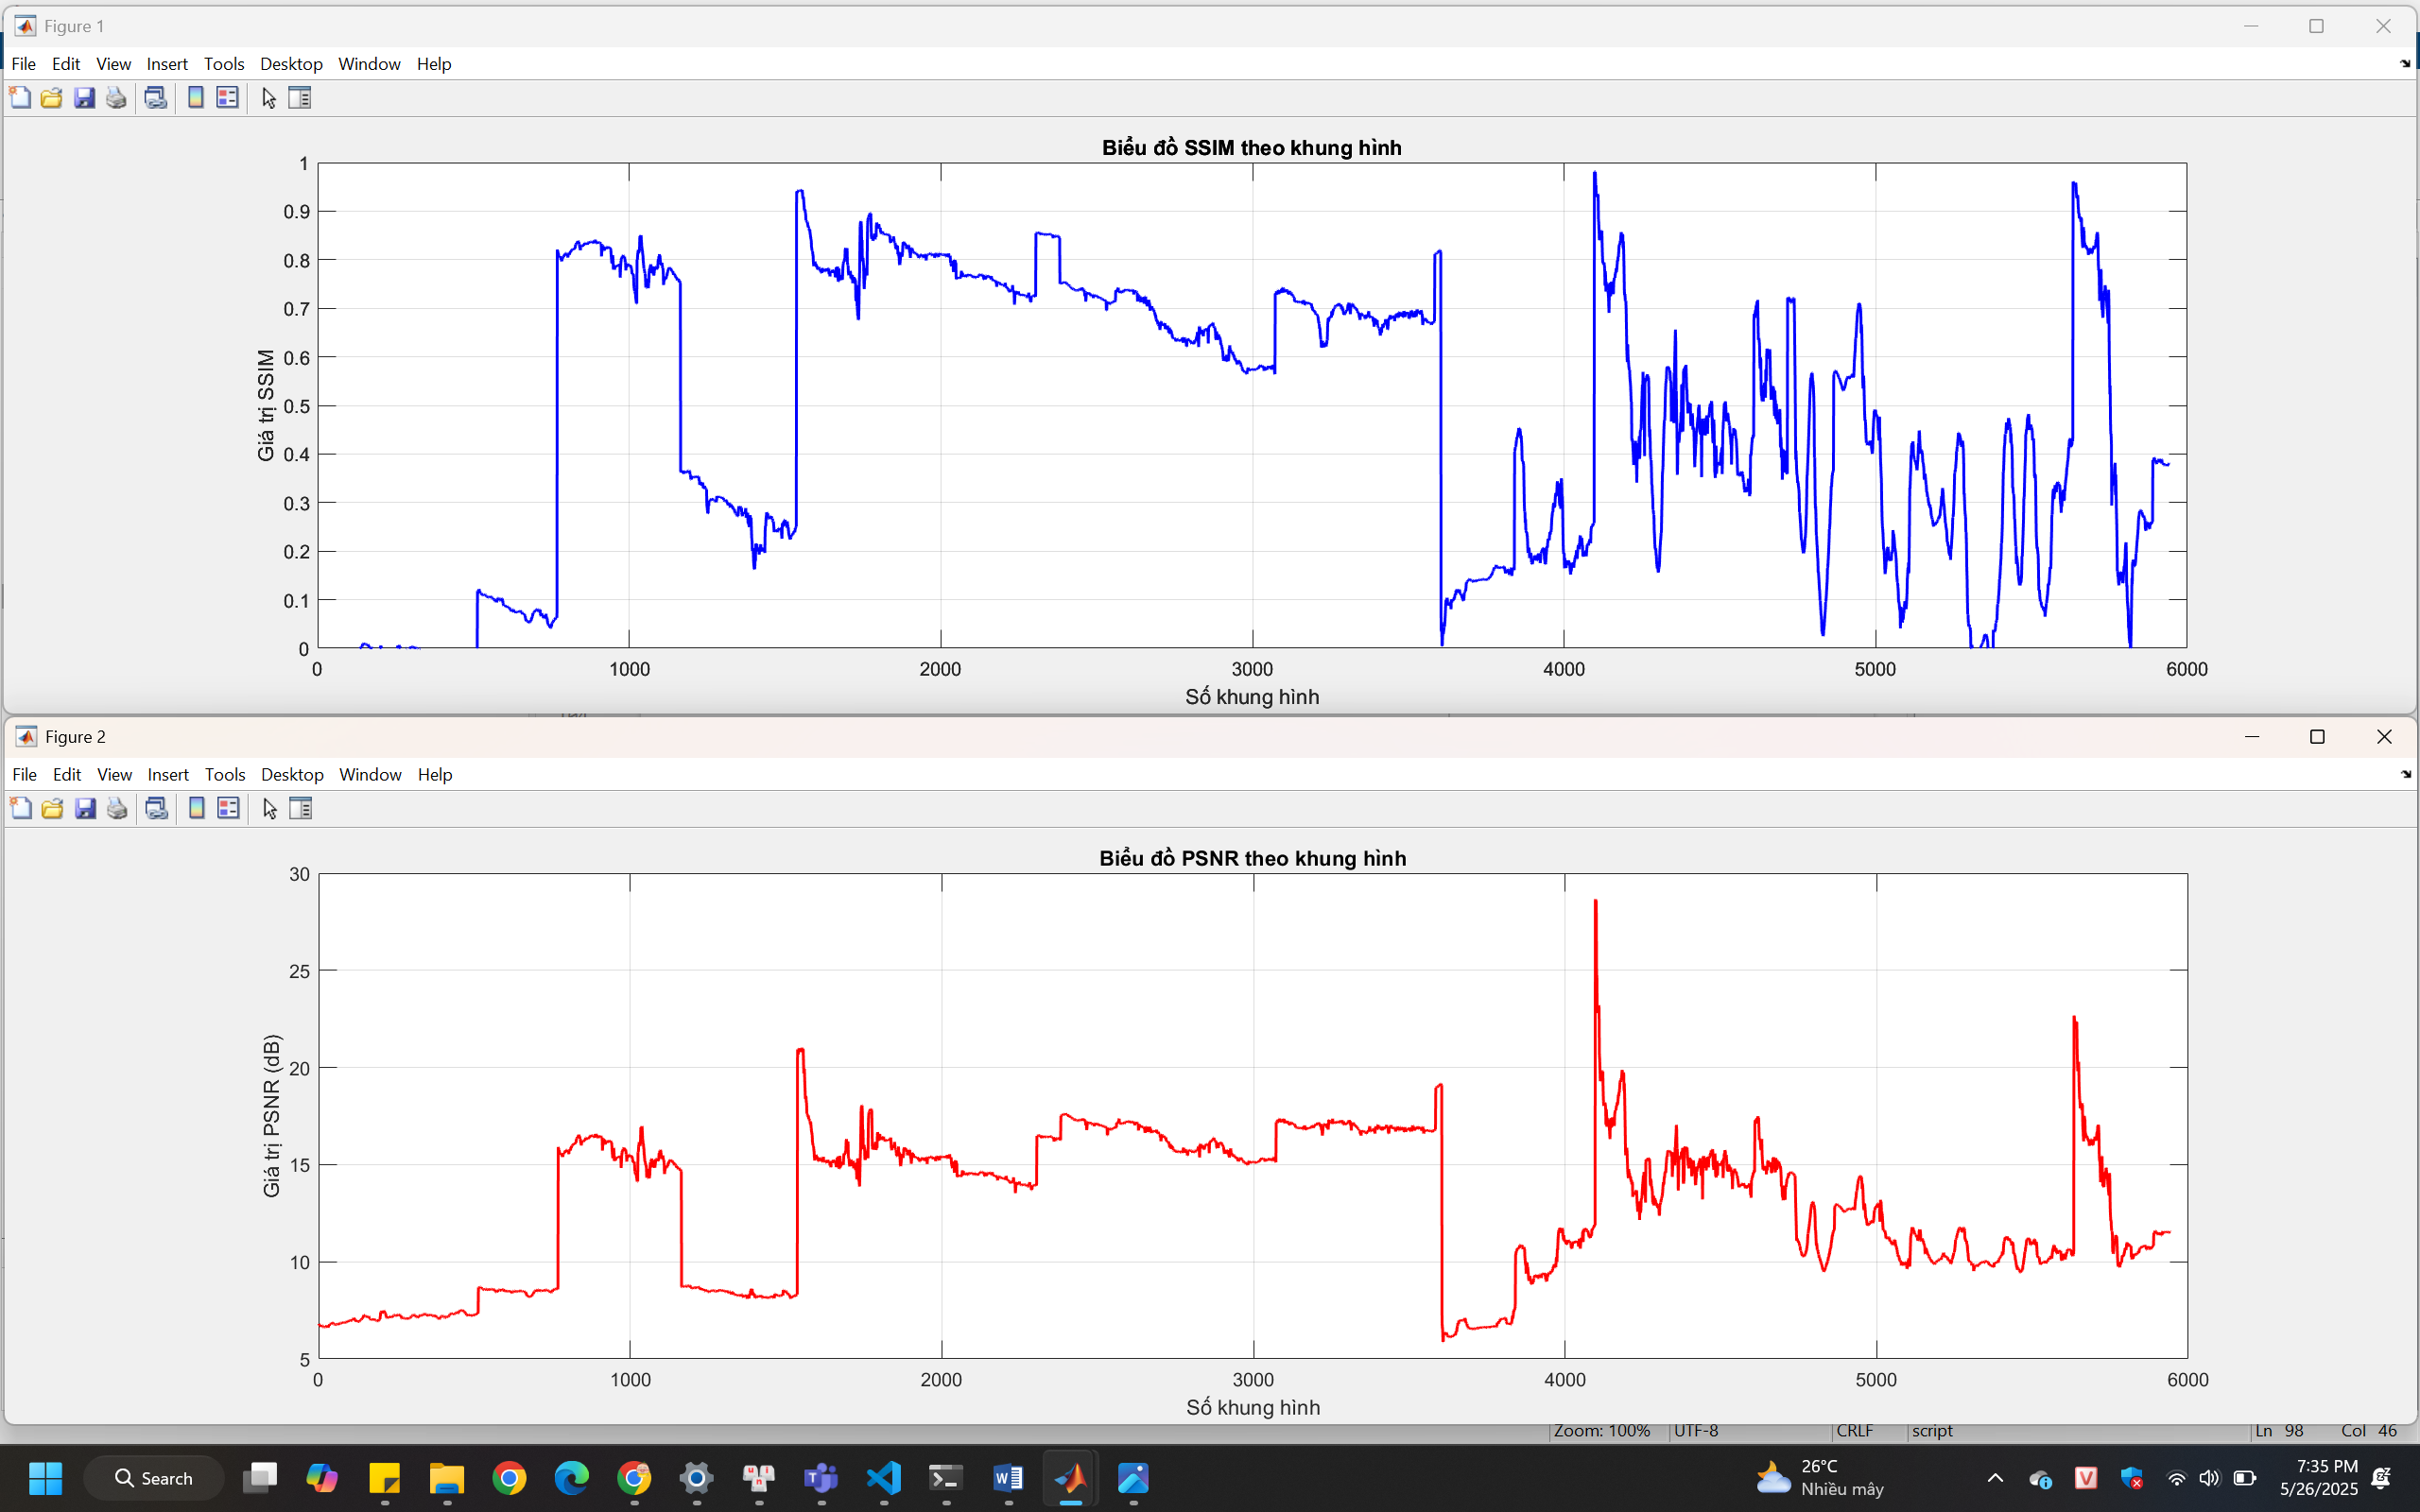 Figure 1
File Edit View Insert Tools Desktop Window Help
Biểu đồ SSIM theo khung hình
Giá trị SSIM
1
0.9
0.8
0.7
0.6
0.5
0.4
0.3
0.2
0.1
0
0 1000 2000 3000 4000 5000 6000
Số khung hình
Figure 2
File Edit View Insert Tools Desktop Window Help
Biểu đồ PSNR theo khung hình
Giá trị PSNR (dB)
30
25
20
15
10
5
0 1000 2000 3000 4000 5000 6000
Số khung hình
Zoom: 100% UTF-8 CRLF script Ln 98 Col 46
Search
26°C
Nhiều mây
7:35 PM
5/26/2025